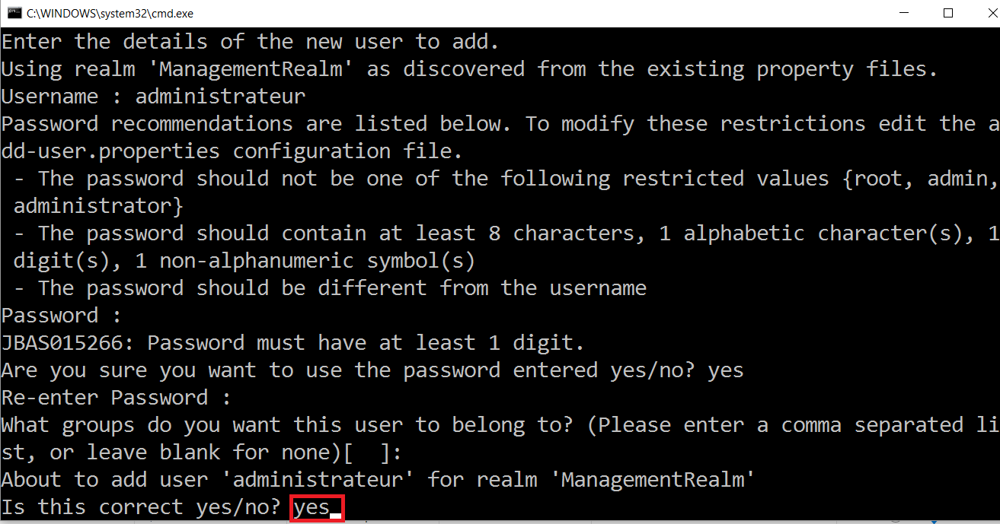 C:\WINDOWS\system32\cmd.exe
Enter the details of the new user to add.
Using realm 'ManagementRealm' as discovered from the existing property files.
Username : administrateur
Password recommendations are listed below. To modify these restrictions edit the a
dd-user.properties configuration file.
 - The password should not be one of the following restricted values {root, admin,
 administrator}
 - The password should contain at least 8 characters, 1 alphabetic character(s), 1
 digit(s), 1 non-alphanumeric symbol(s)
 - The password should be different from the username
Password :
JBAS015266: Password must have at least 1 digit.
Are you sure you want to use the password entered yes/no? yes
Re-enter Password :
What groups do you want this user to belong to? (Please enter a comma separated li
st, or leave blank for none)[  ]:
About to add user 'administrateur' for realm 'ManagementRealm'
Is this correct yes/no? yes